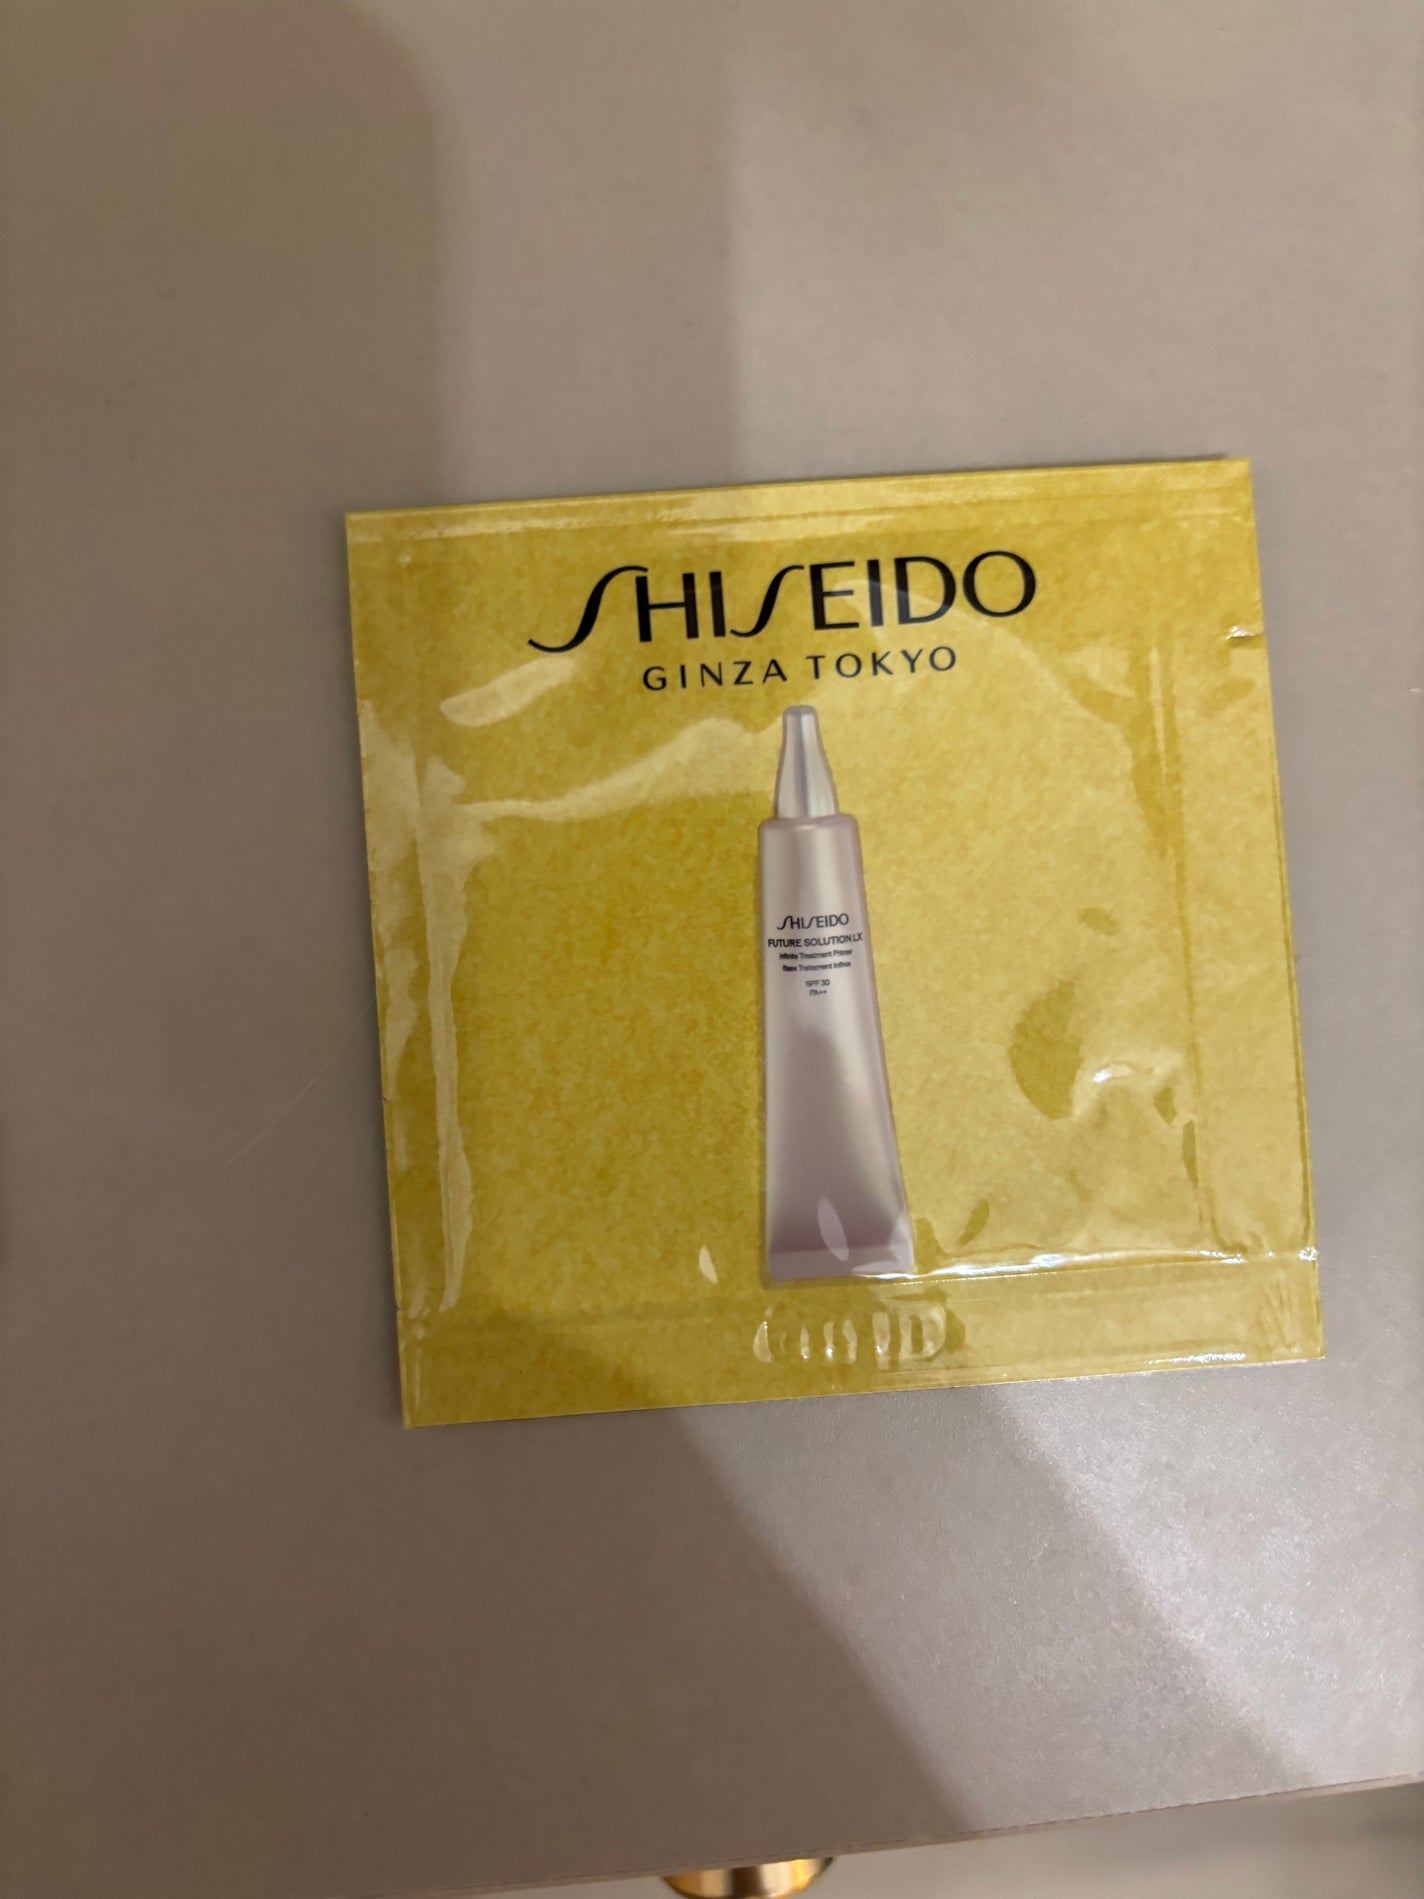 SHISEIDO
GINZA TOKYO
SHISEIDO
FUTURE SOLUTION LX
Infinite Treatment Primer
Base Traitement Infinie
SPF 30
PA++